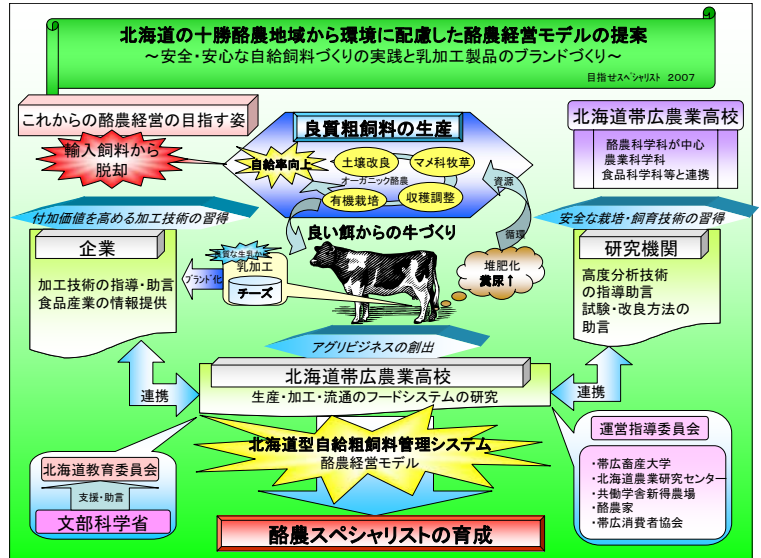 北海道の十勝酪農地域から環境に配慮した酪農経営モデルの提案
～安全・安心な自給飼料づくりの実践と乳加工製品のブランドづくり～
目指せスペシャリスト 2007
これからの酪農経営の目指す姿
輸入飼料から
脱却
良質粗飼料の生産
自給率向上
土壌改良
マメ科牧草
オーガニック酪農
有機栽培
収穫調整
資源
循環
北海道帯広農業高校
酪農科学科が中心
農業科学科
食品科学科等と連携
付加価値を高める加工技術の習得
企業
加工技術の指導・助言
食品産業の情報提供
ブランド化
良質な生乳から
乳加工
チーズ
良い餌からの牛づくり
堆肥化
糞尿↑
安全な栽培・飼育技術の習得
研究機関
高度分析技術
の指導助言
試験・改良方法の
助言
アグリビジネスの創出
北海道帯広農業高校
生産・加工・流通のフードシステムの研究
連携
連携
北海道型自給粗飼料管理システム
酪農経営モデル
北海道教育委員会
支援・助言
文部科学省
運営指導委員会
・帯広畜産大学
・北海道農業研究センター
・共働学舎新得農場
・酪農家
・帯広消費者協会
酪農スペシャリストの育成